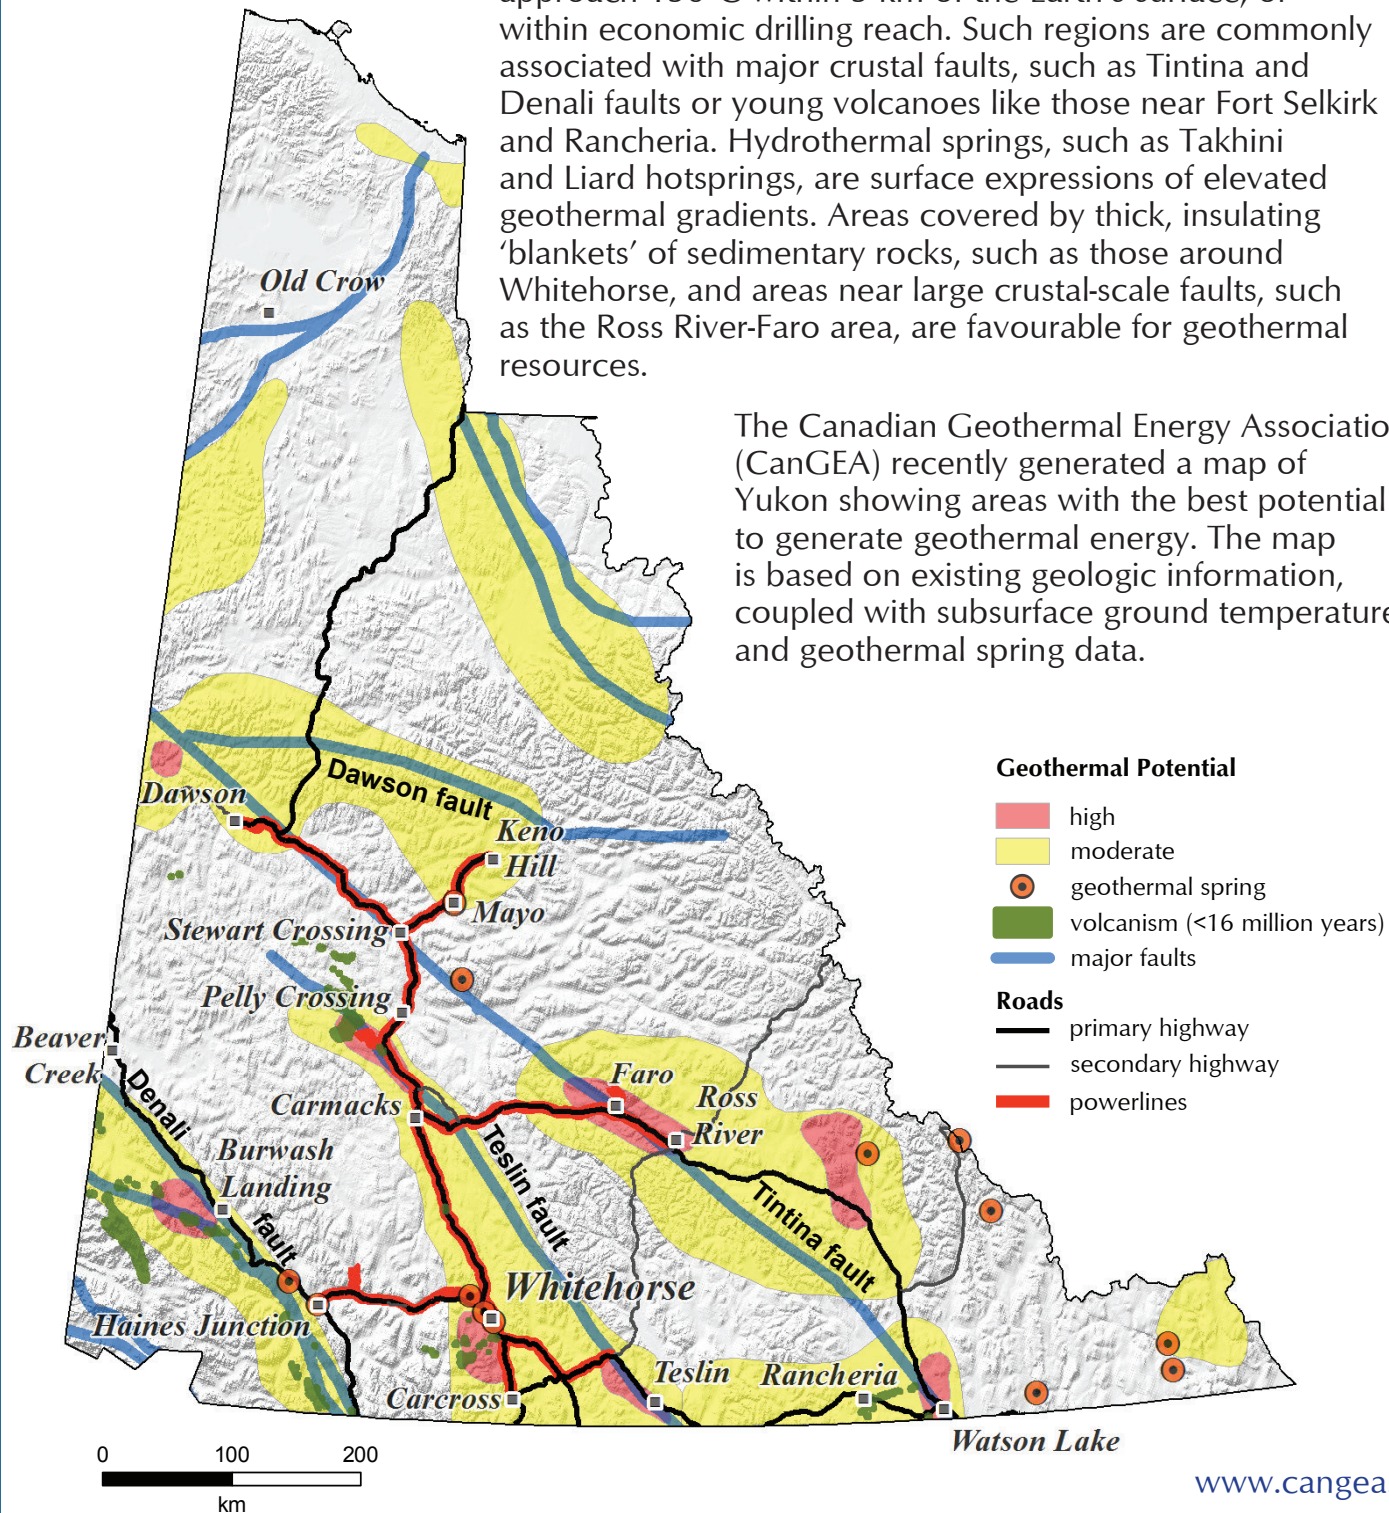 within economic drilling reach. Such regions are commonly
associated with major crustal faults, such as Tintina and
Denali faults or young volcanoes like those near Fort Selkirk
and Rancheria. Hydrothermal springs, such as Takhini
and Liard hotsprings, are surface expressions of elevated
geothermal gradients. Areas covered by thick, insulating
‘blankets’ of sedimentary rocks, such as those around
Whitehorse, and areas near large crustal-scale faults, such
as the Ross River-Faro area, are favourable for geothermal
resources.
The Canadian Geothermal Energy Associatio
(CanGEA) recently generated a map of
Yukon showing areas with the best potential
to generate geothermal energy. The map
is based on existing geologic information,
coupled with subsurface ground temperature
and geothermal spring data.
Old Crow
Dawson
Dawson fault
Keno
Hill
Mayo
Stewart Crossing
Pelly Crossing
Beaver
Creek
Denali
fault
Carmacks
Burwash
Landing
Faro
Ross
River
Teslin fault
Tintina fault
Whitehorse
Haines Junction
Carcross
Teslin
Rancheria
Watson Lake
Geothermal Potential
high
moderate
geothermal spring
volcanism (<16 million years)
major faults
Roads
primary highway
secondary highway
powerlines
0 100 200
km
www.cangea